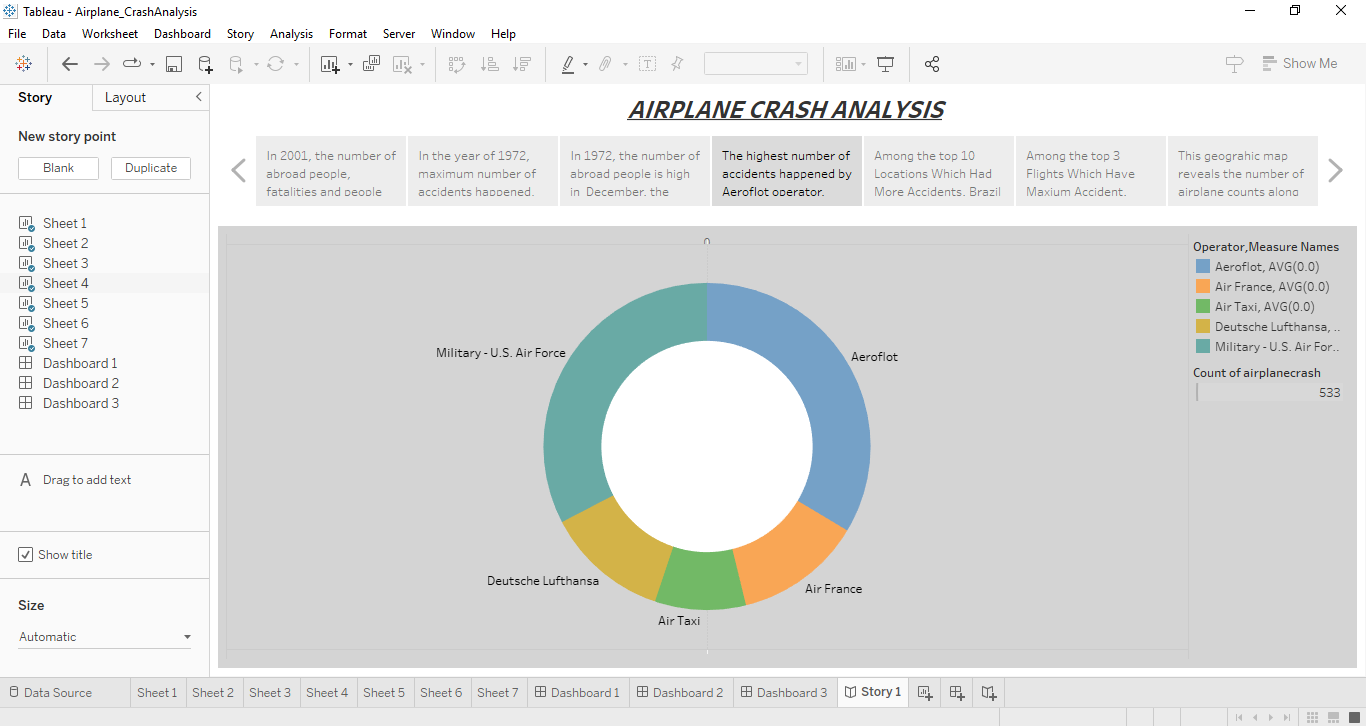 Tableau - Airplane_CrashAnalysis
File Data Worksheet Dashboard Story Analysis Format Server Window Help
Show Me
Story Layout
New story point
Blank Duplicate
Sheet 1
Sheet 2
Sheet 3
Sheet 4
Sheet 5
Sheet 6
Sheet 7
Dashboard 1
Dashboard 2
Dashboard 3
A Drag to add text
Show title
Size
Automatic
AIRPLANE CRASH ANALYSIS
In 2001, the number of
abroad people,
fatalities and people
In the year of 1972,
maximum number of
accidents happened.
In 1972, the number of
abroad people is high
in December, the
The highest number of
accidents happened by
Aeroflot operator.
Among the top 10
Locations Which Had
More Accidents, Brazil
Among the top 3
Flights Which Have
Maxium Accident.
This geograhic map
reveals the number of
airplane counts along
0
Military - U.S. Air Force
Aeroflot
Deutsche Lufthansa
Air France
Air Taxi
Operator,Measure Names
Aeroflot, AVG(0.0)
Air France, AVG(0.0)
Air Taxi, AVG(0.0)
Deutsche Lufthansa, ..
Military - U.S. Air For..
Count of airplanecrash
533
Data Source Sheet 1 Sheet 2 Sheet 3 Sheet 4 Sheet 5 Sheet 6 Sheet 7 Dashboard 1 Dashboard 2 Dashboard 3 Story 1